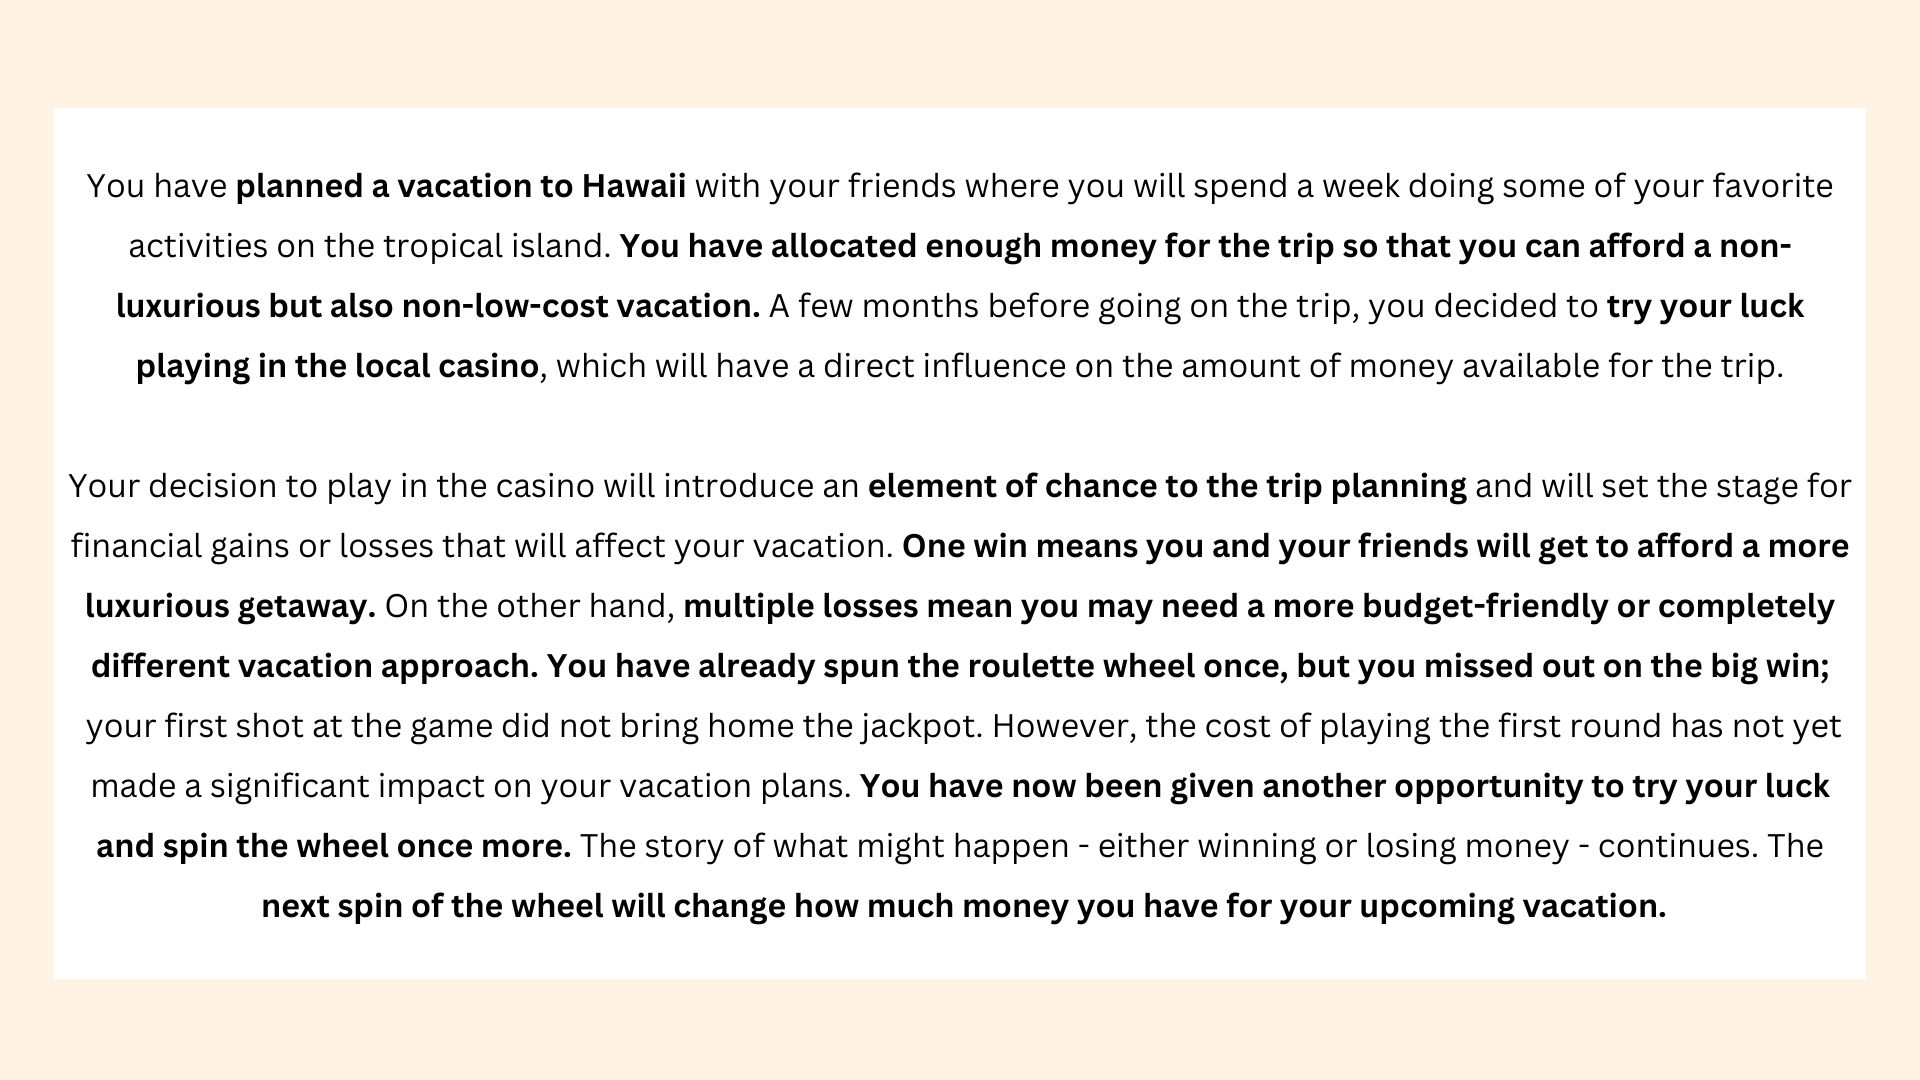 You have planned a vacation to Hawaii with your friends where you will spend a week doing some of your favorite
activities on the tropical island. You have allocated enough money for the trip so that you can afford a non-
luxurious but also non-low-cost vacation. A few months before going on the trip, you decided to try your luck
playing in the local casino, which will have a direct influence on the amount of money available for the trip.
Your decision to play in the casino will introduce an element of chance to the trip planning and will set the stage for
financial gains or losses that will affect your vacation. One win means you and your friends will get to afford a more
luxurious getaway. On the other hand, multiple losses mean you may need a more budget-friendly or completely
different vacation approach. You have already spun the roulette wheel once, but you missed out on the big win;
your first shot at the game did not bring home the jackpot. However, the cost of playing the first round has not yet
made a significant impact on your vacation plans. You have now been given another opportunity to try your luck
and spin the wheel once more. The story of what might happen - either winning or losing money - continues. The
next spin of the wheel will change how much money you have for your upcoming vacation.